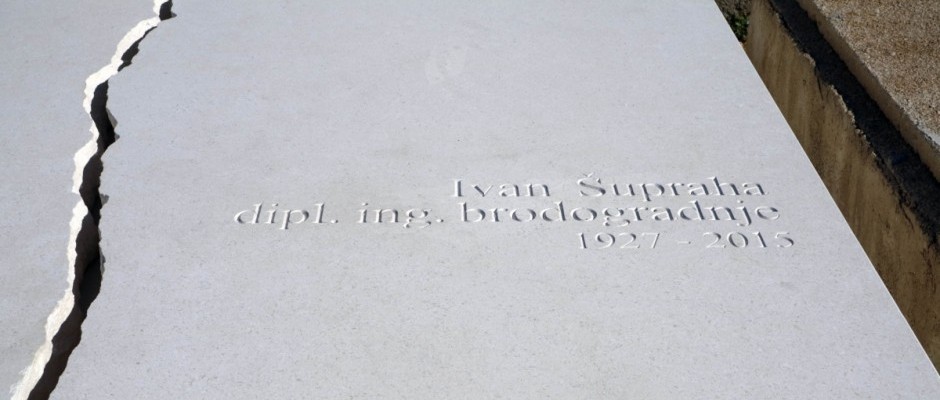 Ivan Šupraha
dipl. ing. brodogradnje
1927 - 2015